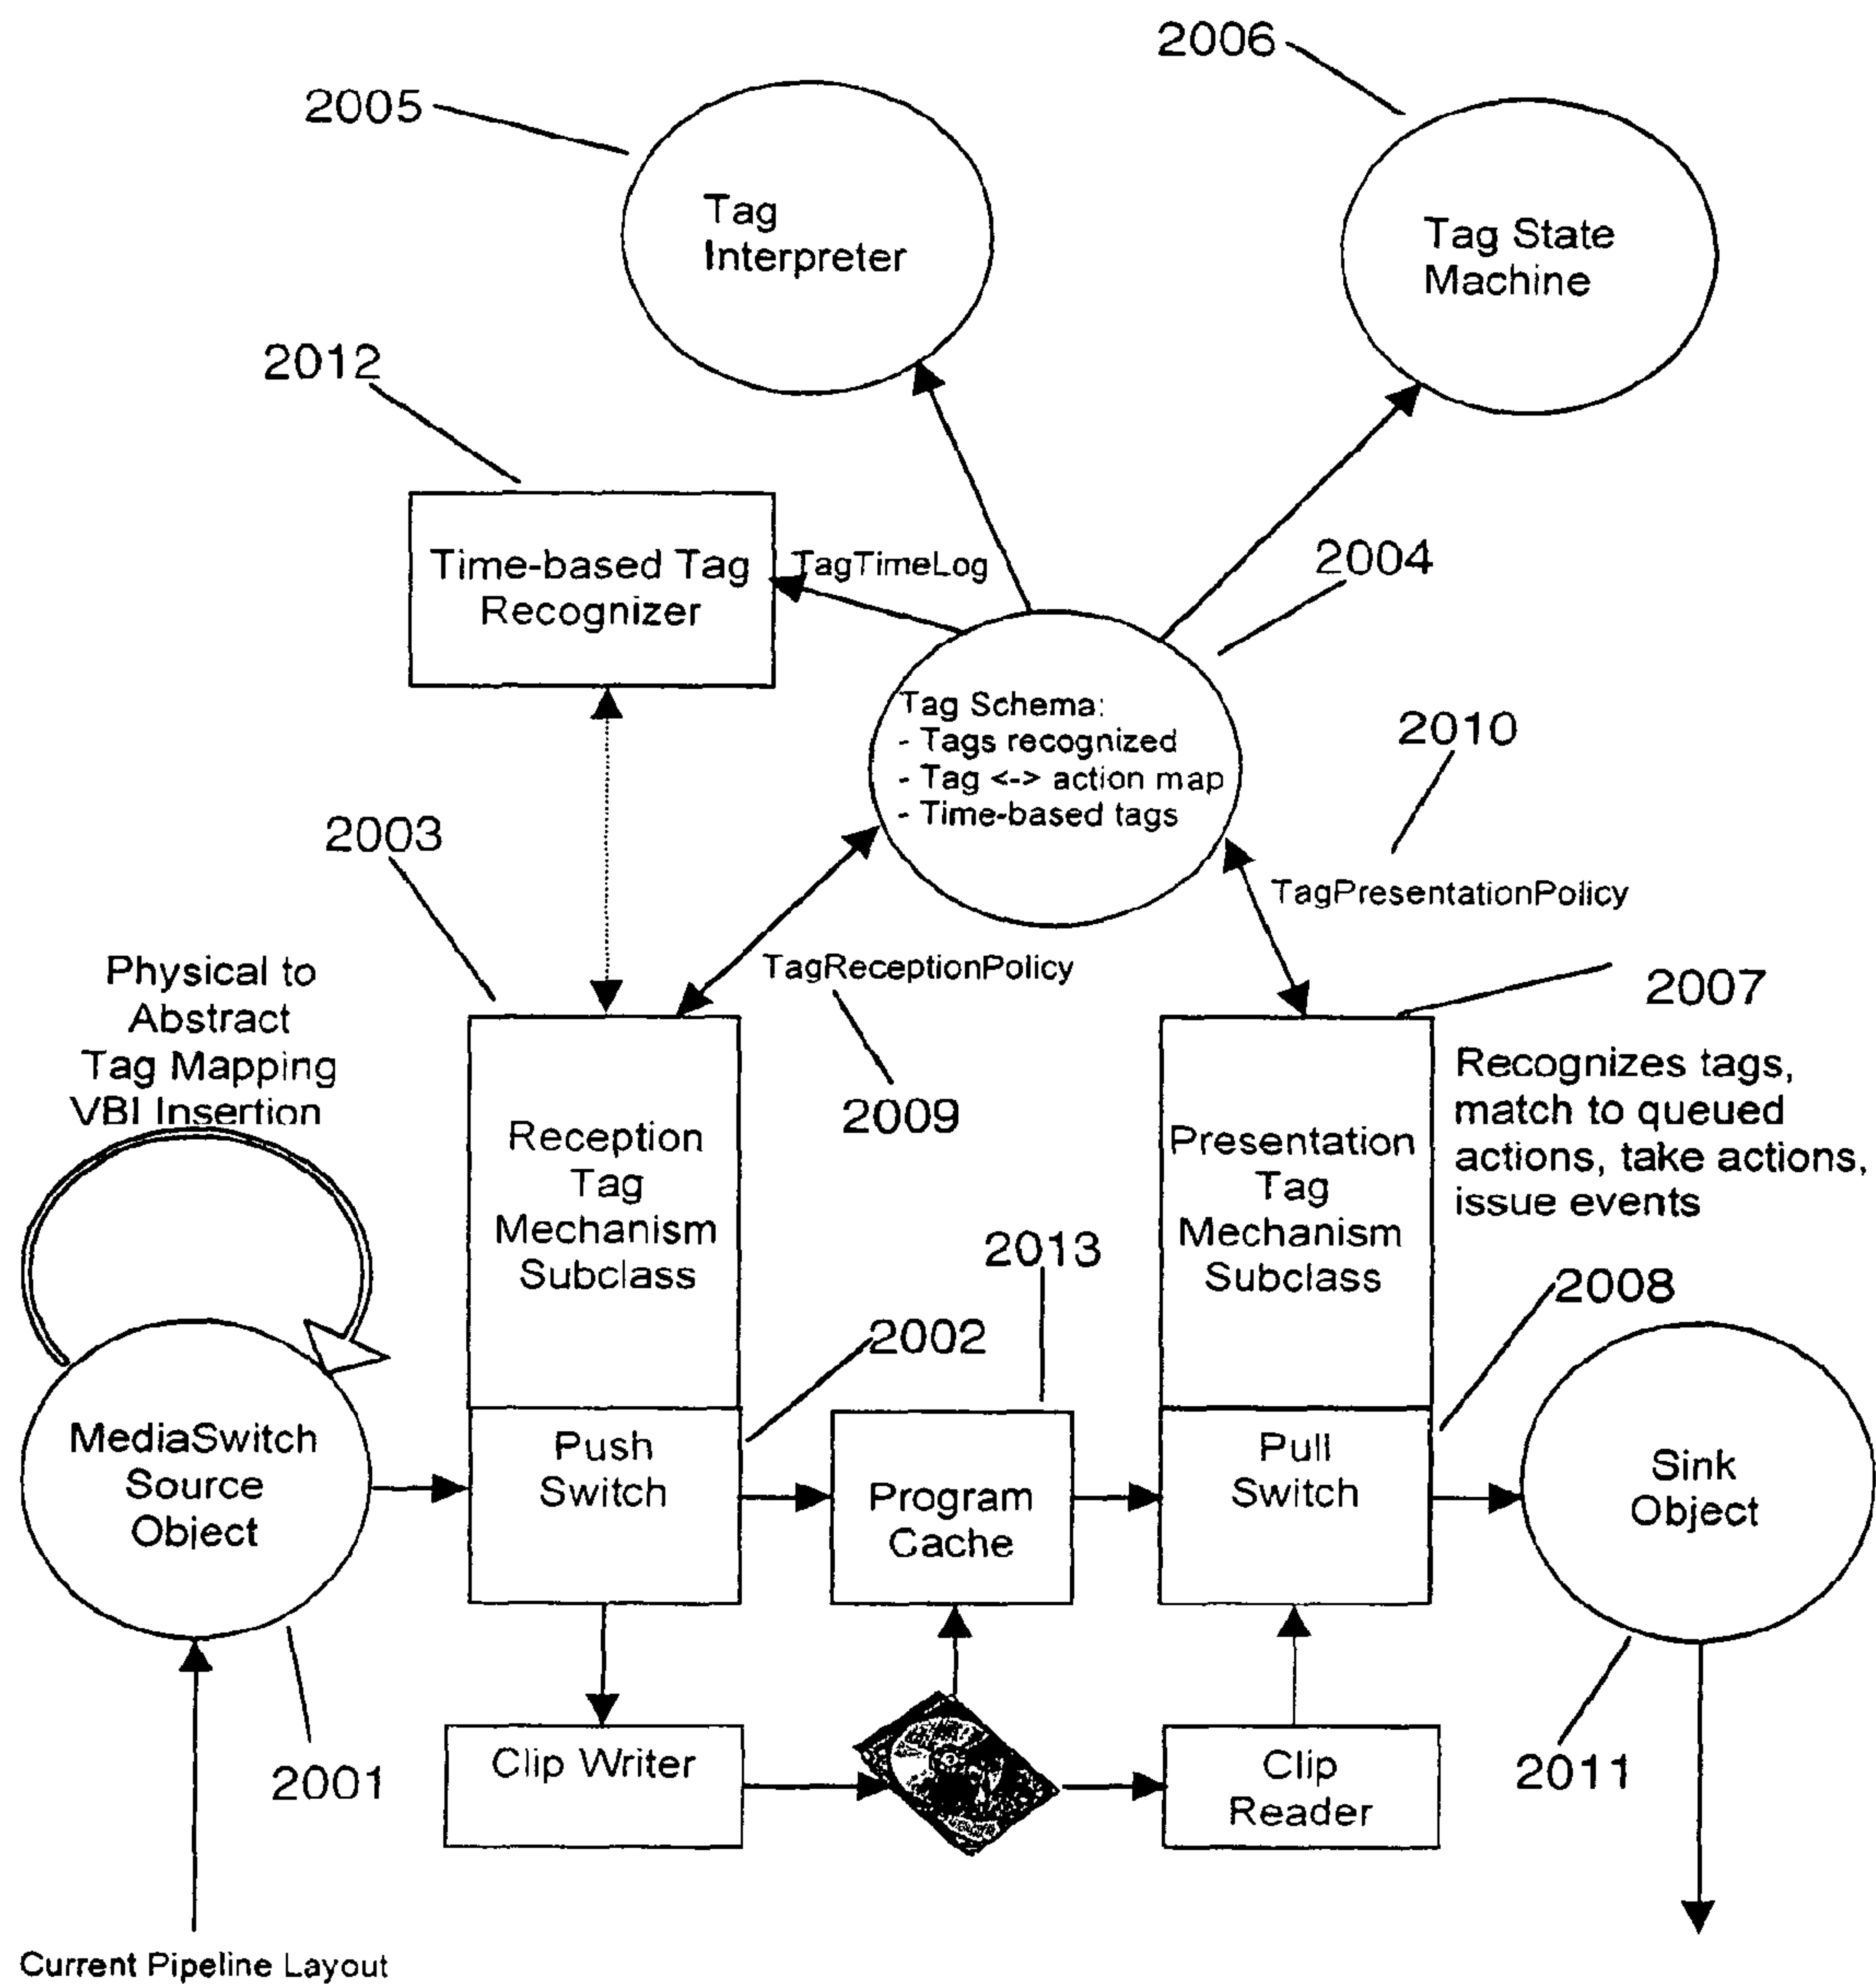 2006
2005
Tag
Interpreter
Tag State
Machine
2012
Time-based Tag
Recognizer
TagTimeLog
2004
Tag Schema:
- Tags recognized
- Tag <-> action map
- Time-based tags
2010
TagPresentationPolicy
2003
TagReceptionPolicy
2009
Physical to
Abstract
Tag Mapping
VBI Insertion
2007
Recognizes tags,
match to queued
actions, take actions,
issue events
Reception
Tag
Mechanism
Subclass
Presentation
Tag
Mechanism
Subclass
2013
2008
2002
MediaSwitch
Source
Object
Push
Switch
Program
Cache
Pull
Switch
Sink
Object
2001
Clip Writer
Clip
Reader
2011
Current Pipeline Layout